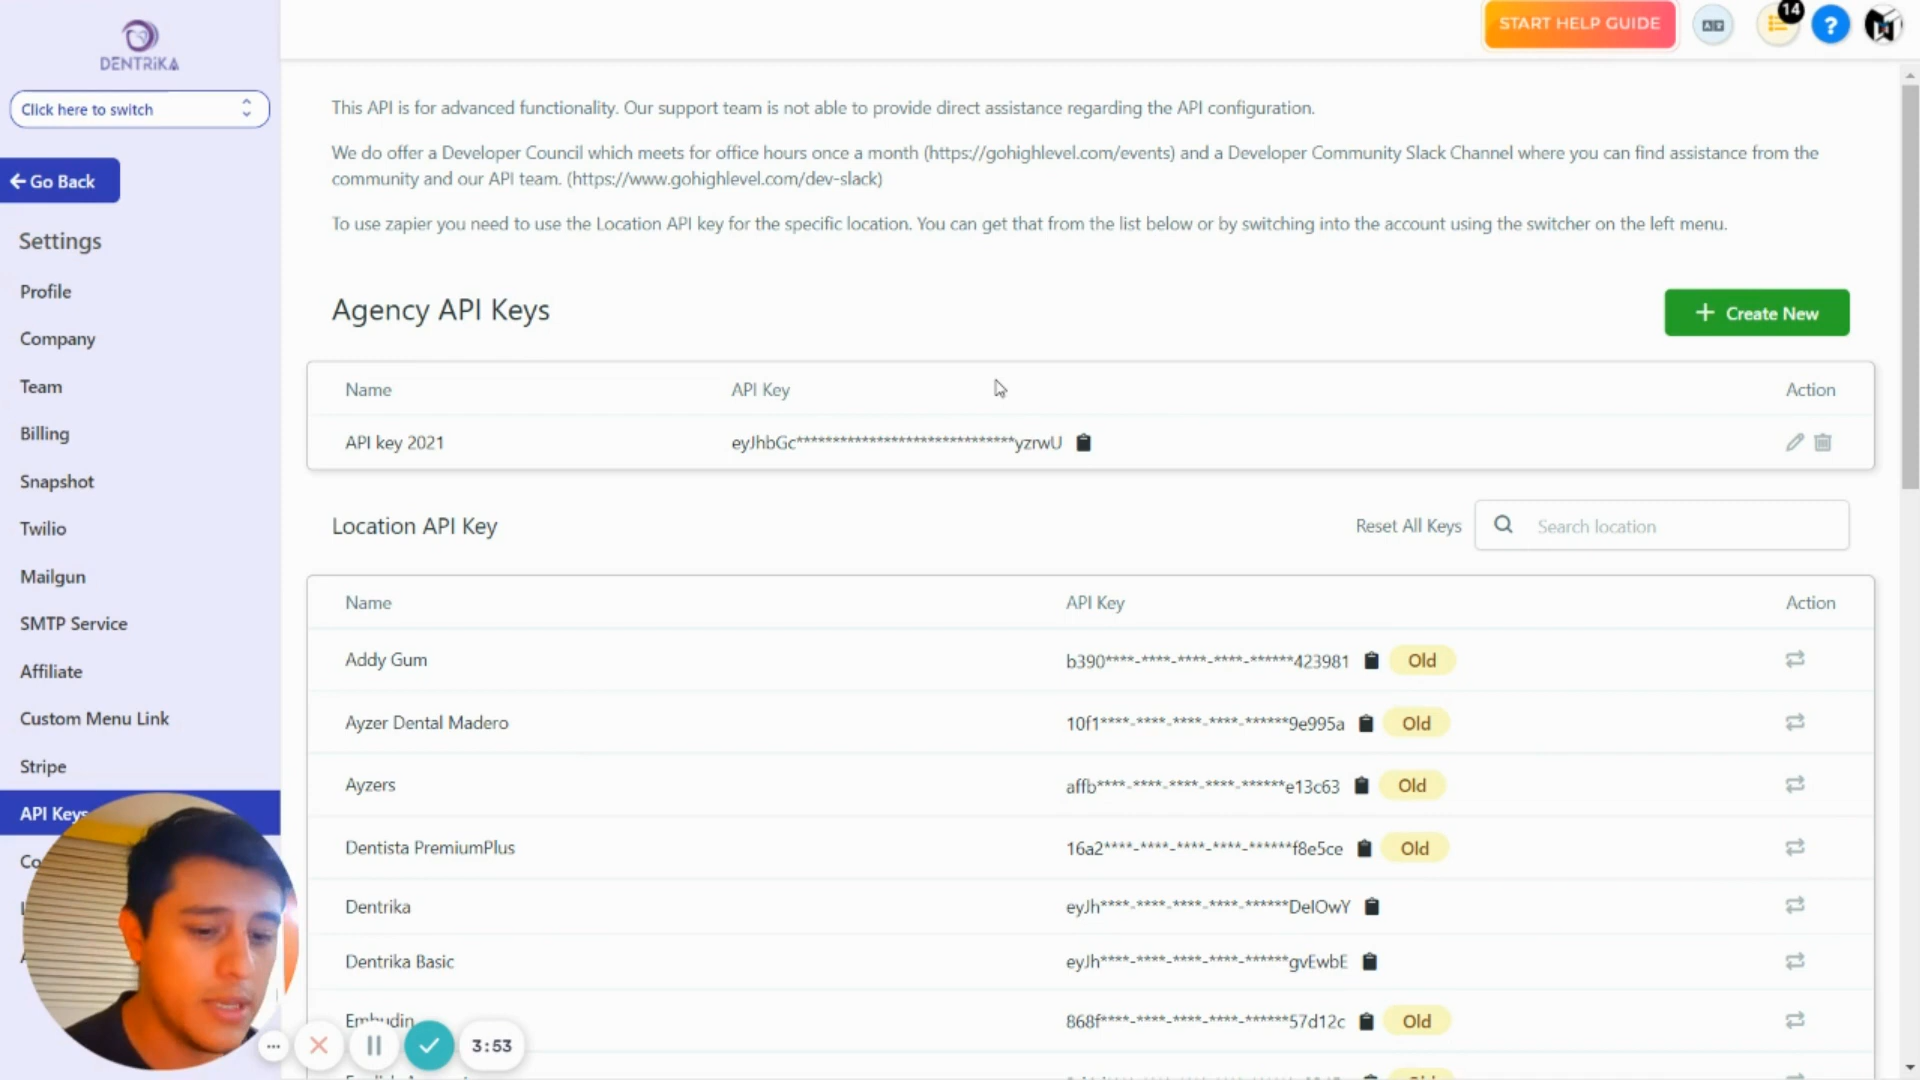 START HELP GUIDE
14
?
DENTRiKA
Click here to switch
Go Back
Settings
Profile
Company
Team
Billing
Snapshot
Twilio
Mailgun
SMTP Service
Affiliate
Custom Menu Link
Stripe
API Keys
Co
This API is for advanced functionality. Our support team is not able to provide direct assistance regarding the API configuration.
We do offer a Developer Council which meets for office hours once a month (https://gohighlevel.com/events) and a Developer Community Slack Channel where you can find assistance from the
community and our API team. (https://www.gohighlevel.com/dev-slack)
To use zapier you need to use the Location API key for the specific location. You can get that from the list below or by switching into the account using the switcher on the left menu.
Agency API Keys
+ Create New
Name API Key Action
API key 2021 eyJhbGc******************************yzrwU
Location API Key
Reset All Keys
Search location
Name API Key Action
Addy Gum b390****-****-****-****-******423981 Old
Ayzer Dental Madero 10f1****-****-****-****-******9e995a Old
Ayzers affb****-****-****-****-******e13c63 Old
Dentista PremiumPlus 16a2****-****-****-****-******f8e5ce Old
Dentrika eyJh****-****-****-****-******DeIOwY
Dentrika Basic eyJh****-****-****-****-******gvEwbE
Embudin 868f****-****-****-****-******57d12c Old
3:53